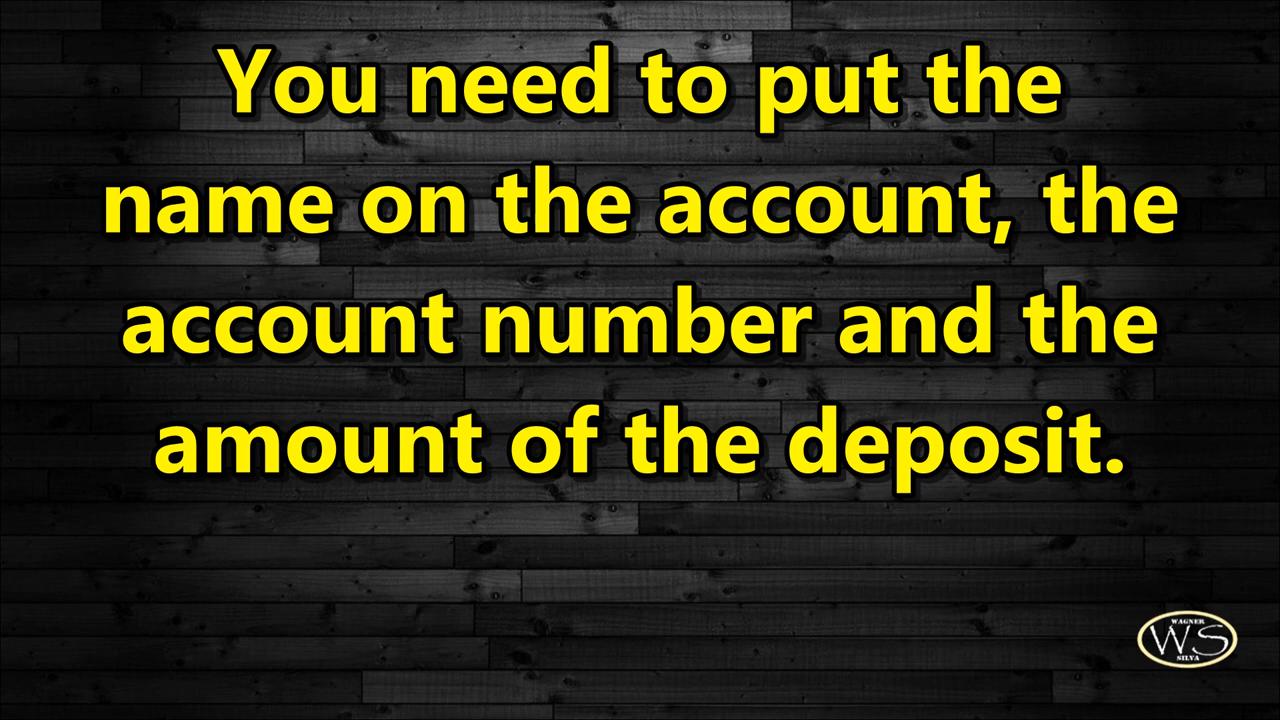 You need to put the
name on the account, the
account number and the
amount of the deposit.
WAGNER
WS
SILVA